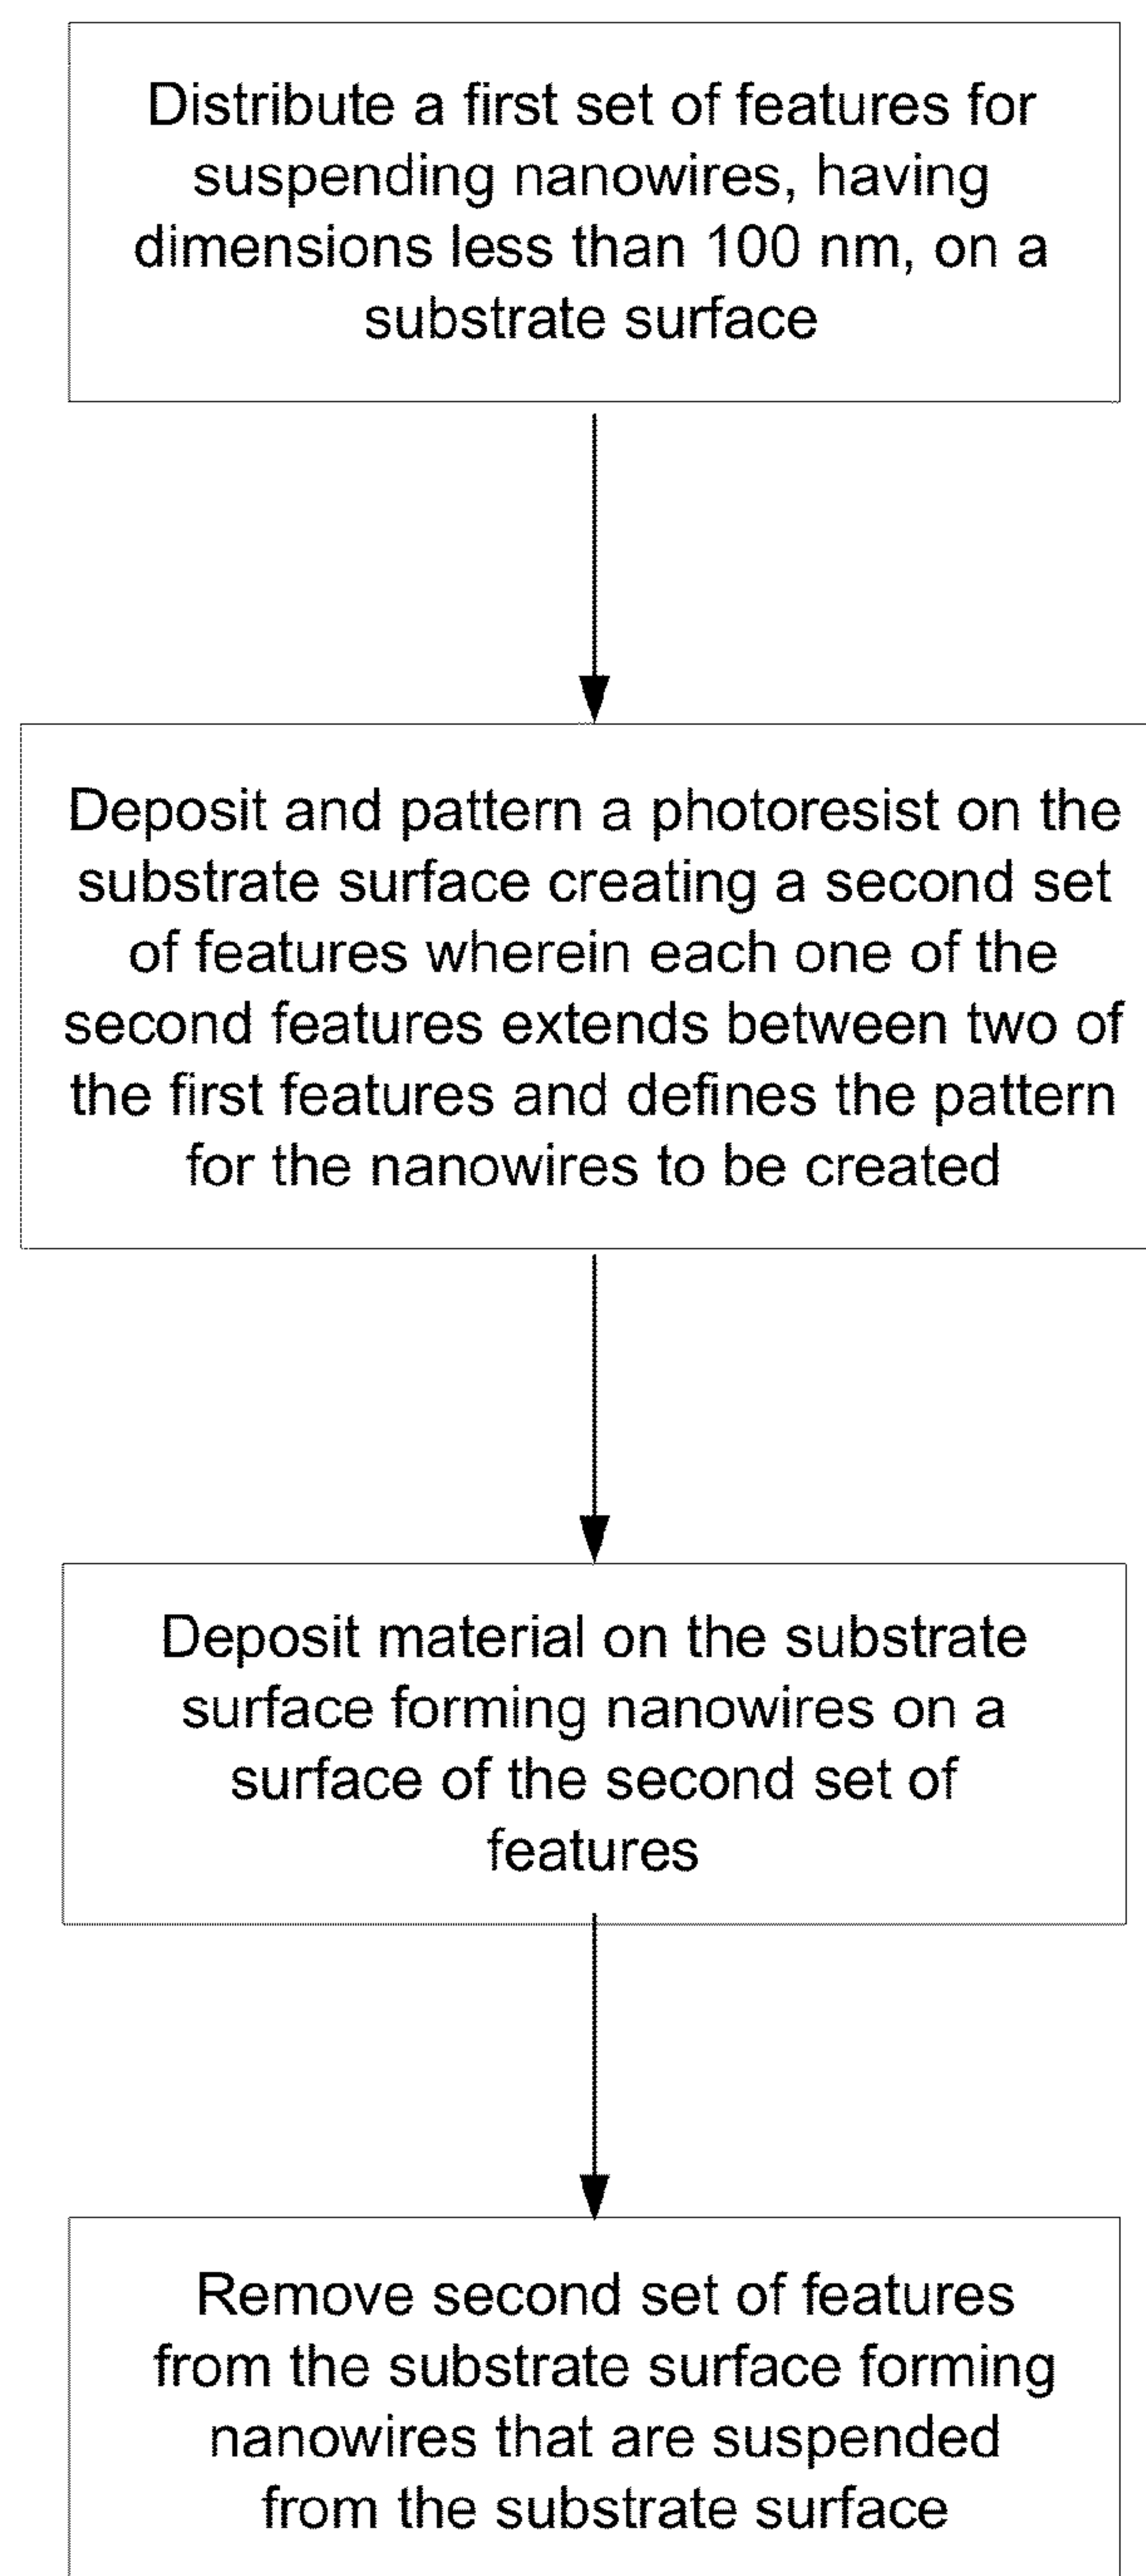 Distribute a first set of features for
suspending nanowires, having
dimensions less than 100 nm, on a
substrate surface
Deposit and pattern a photoresist on the
substrate surface creating a second set
of features wherein each one of the
second features extends between two of
the first features and defines the pattern
for the nanowires to be created
Deposit material on the substrate
surface forming nanowires on a
surface of the second set of
features
Remove second set of features
from the substrate surface forming
nanowires that are suspended
from the substrate surface